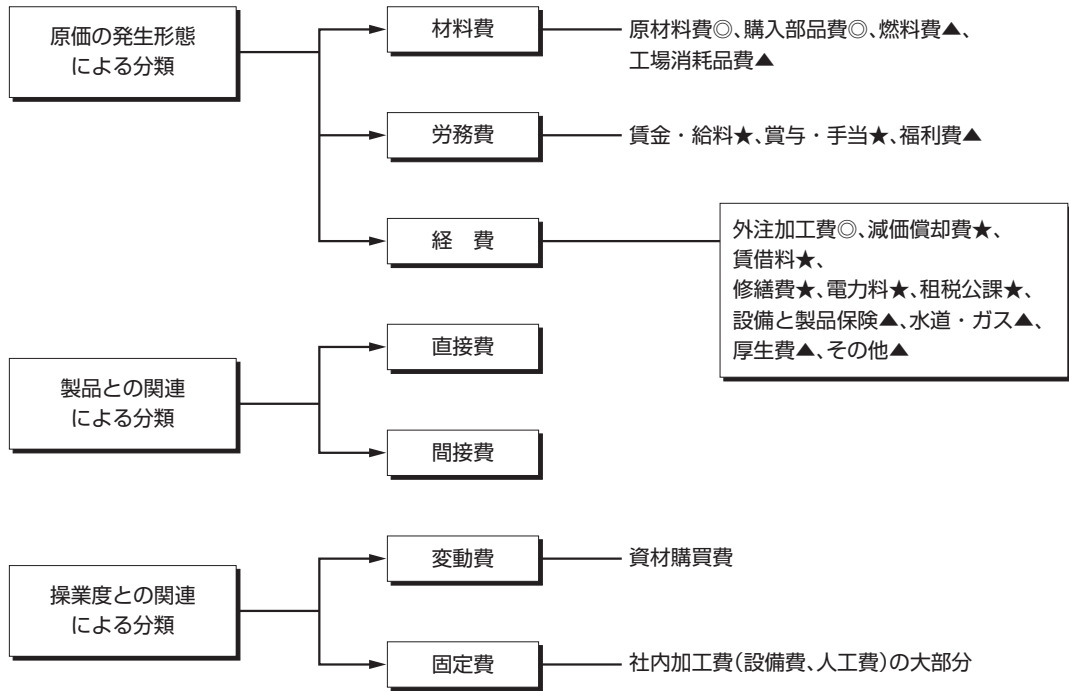 原価の発生形態
による分類
材料費
原材料費◎、購入部品費◎、燃料費▲、
工場消耗品費▲
労務費
賃金・給料★、賞与・手当★、福利費▲
経　費
外注加工費◎、減価償却費★、
賃借料★、
修繕費★、電力料★、租税公課★、
設備と製品保険▲、水道・ガス▲、
厚生費▲、その他▲
製品との関連
による分類
直接費
間接費
操業度との関連
による分類
変動費
資材購買費
固定費
社内加工費(設備費、人工費)の大部分